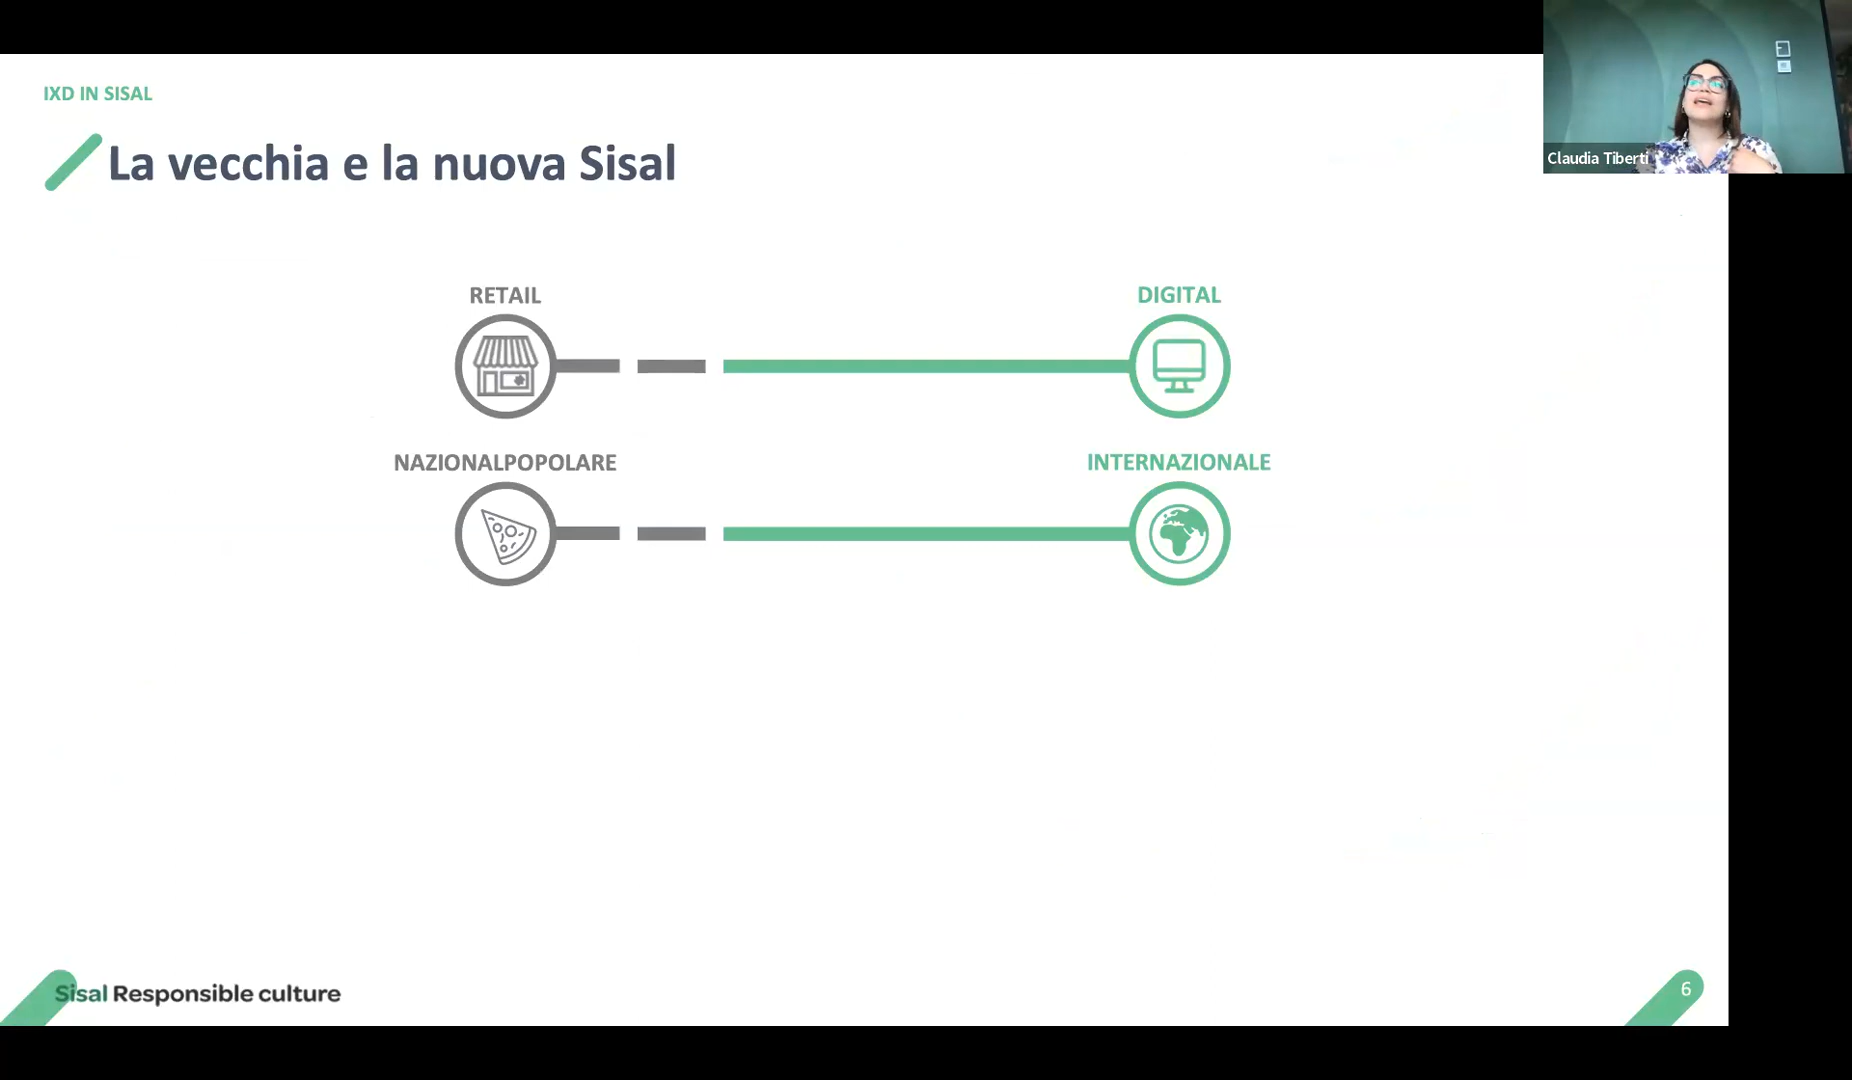 IXD IN SISAL
La vecchia e la nuova Sisal
Claudia Tiberti
RETAIL
DIGITAL
NAZIONALPOPOLARE
INTERNAZIONALE
Sisal Responsible culture
6